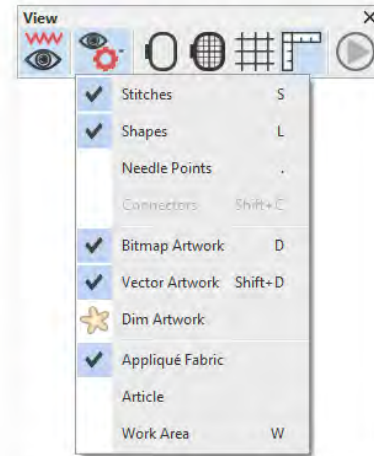 View
Stitches S
Shapes L
Needle Points .
Connectors Shift+C
Bitmap Artwork D
Vector Artwork Shift+D
Dim Artwork
Appliqué Fabric
Article
Work Area W